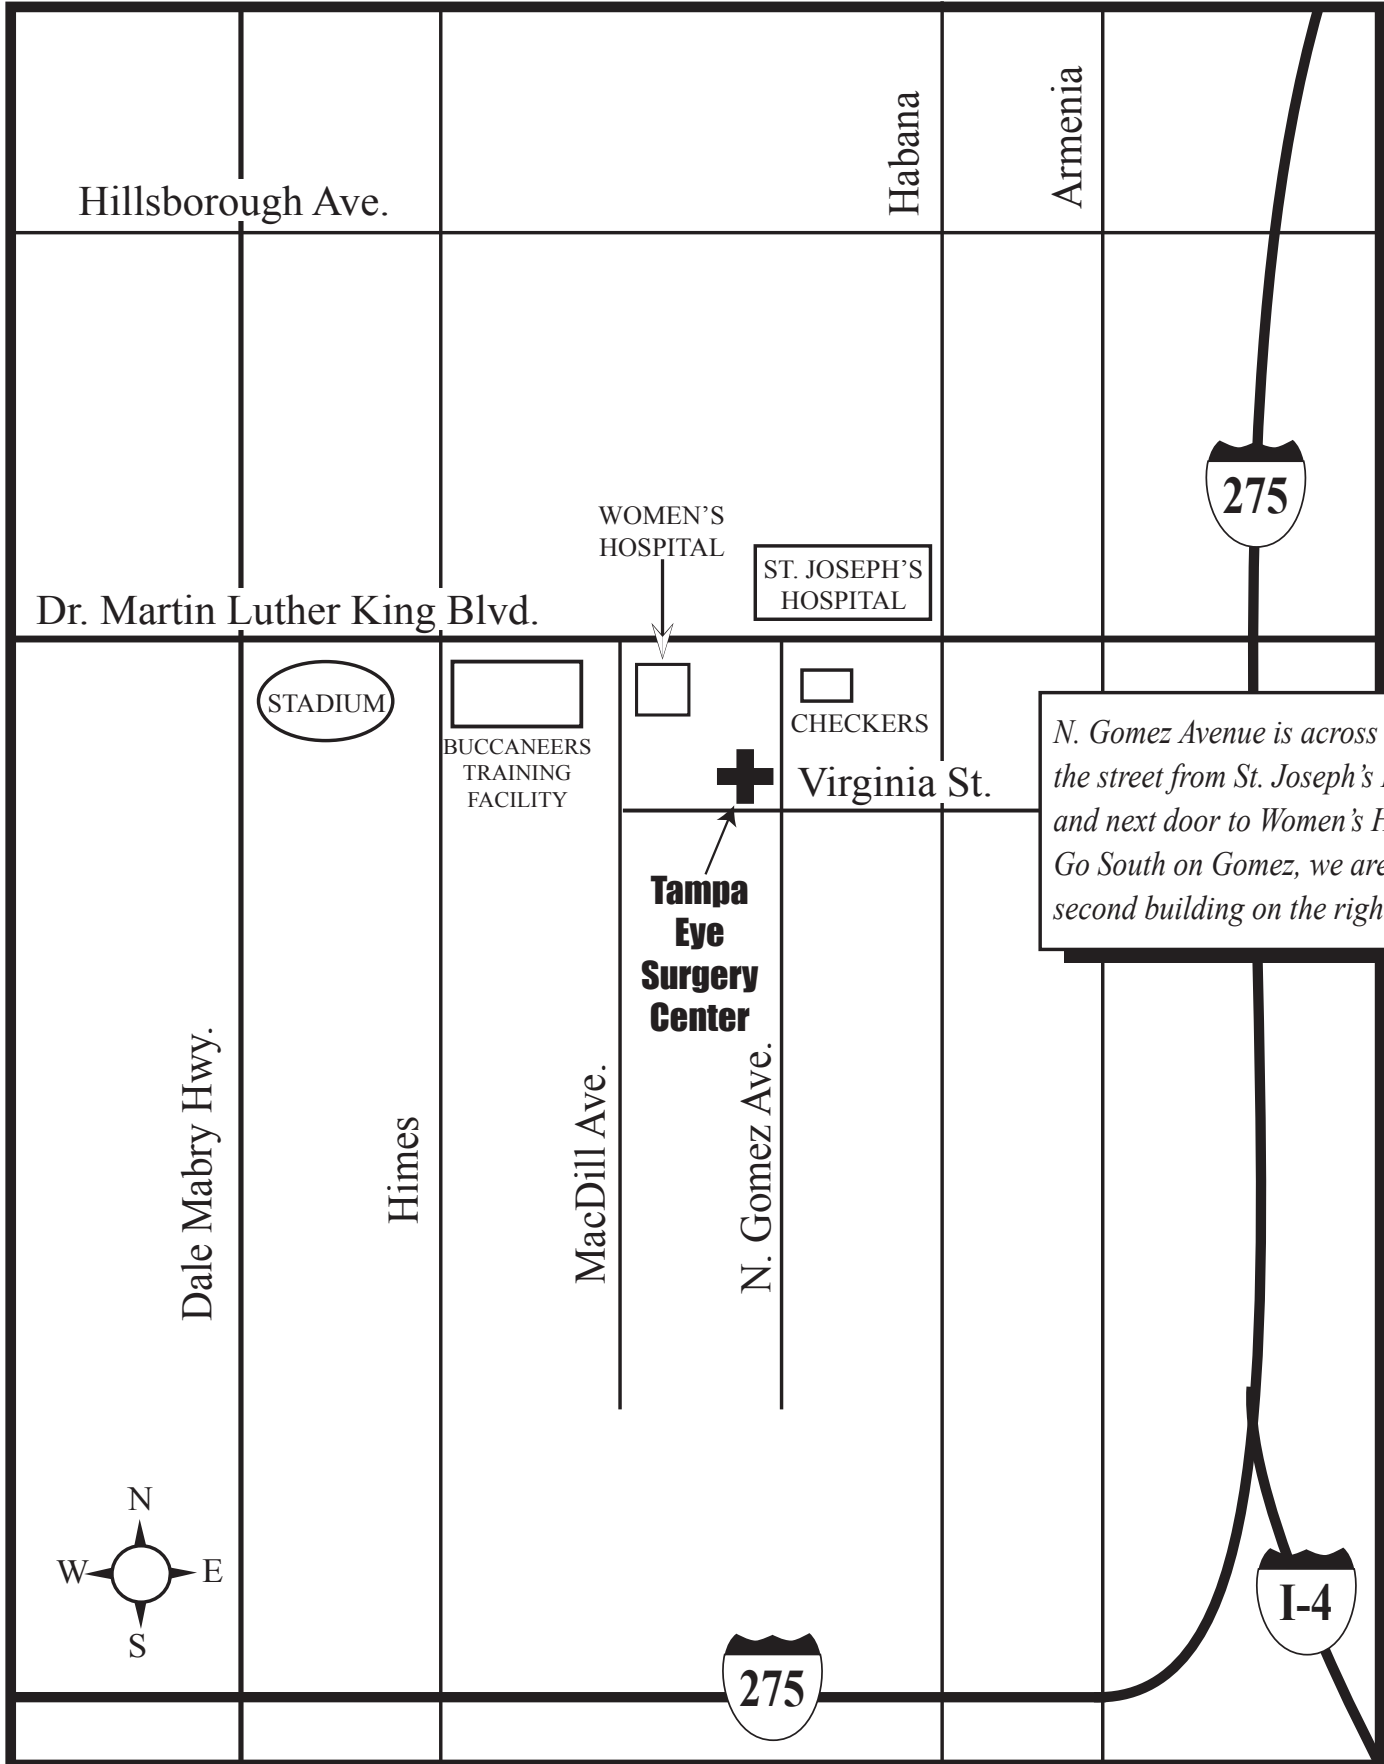 Habana
Armenia
Hillsborough Ave.
275
WOMEN'S
HOSPITAL
ST. JOSEPH'S
HOSPITAL
Dr. Martin Luther King Blvd.
STADIUM
BUCCANEERS
TRAINING
FACILITY
CHECKERS
Virginia St.
N. Gomez Avenue is across
the street from St. Joseph's
and next door to Women's
Go South on Gomez, we are
second building on the
Tampa
Eye
Surgery
Center
Dale Mabry Hwy.
Himes
MacDill Ave.
N. Gomez Ave.
N
W
E
S
I-4
275